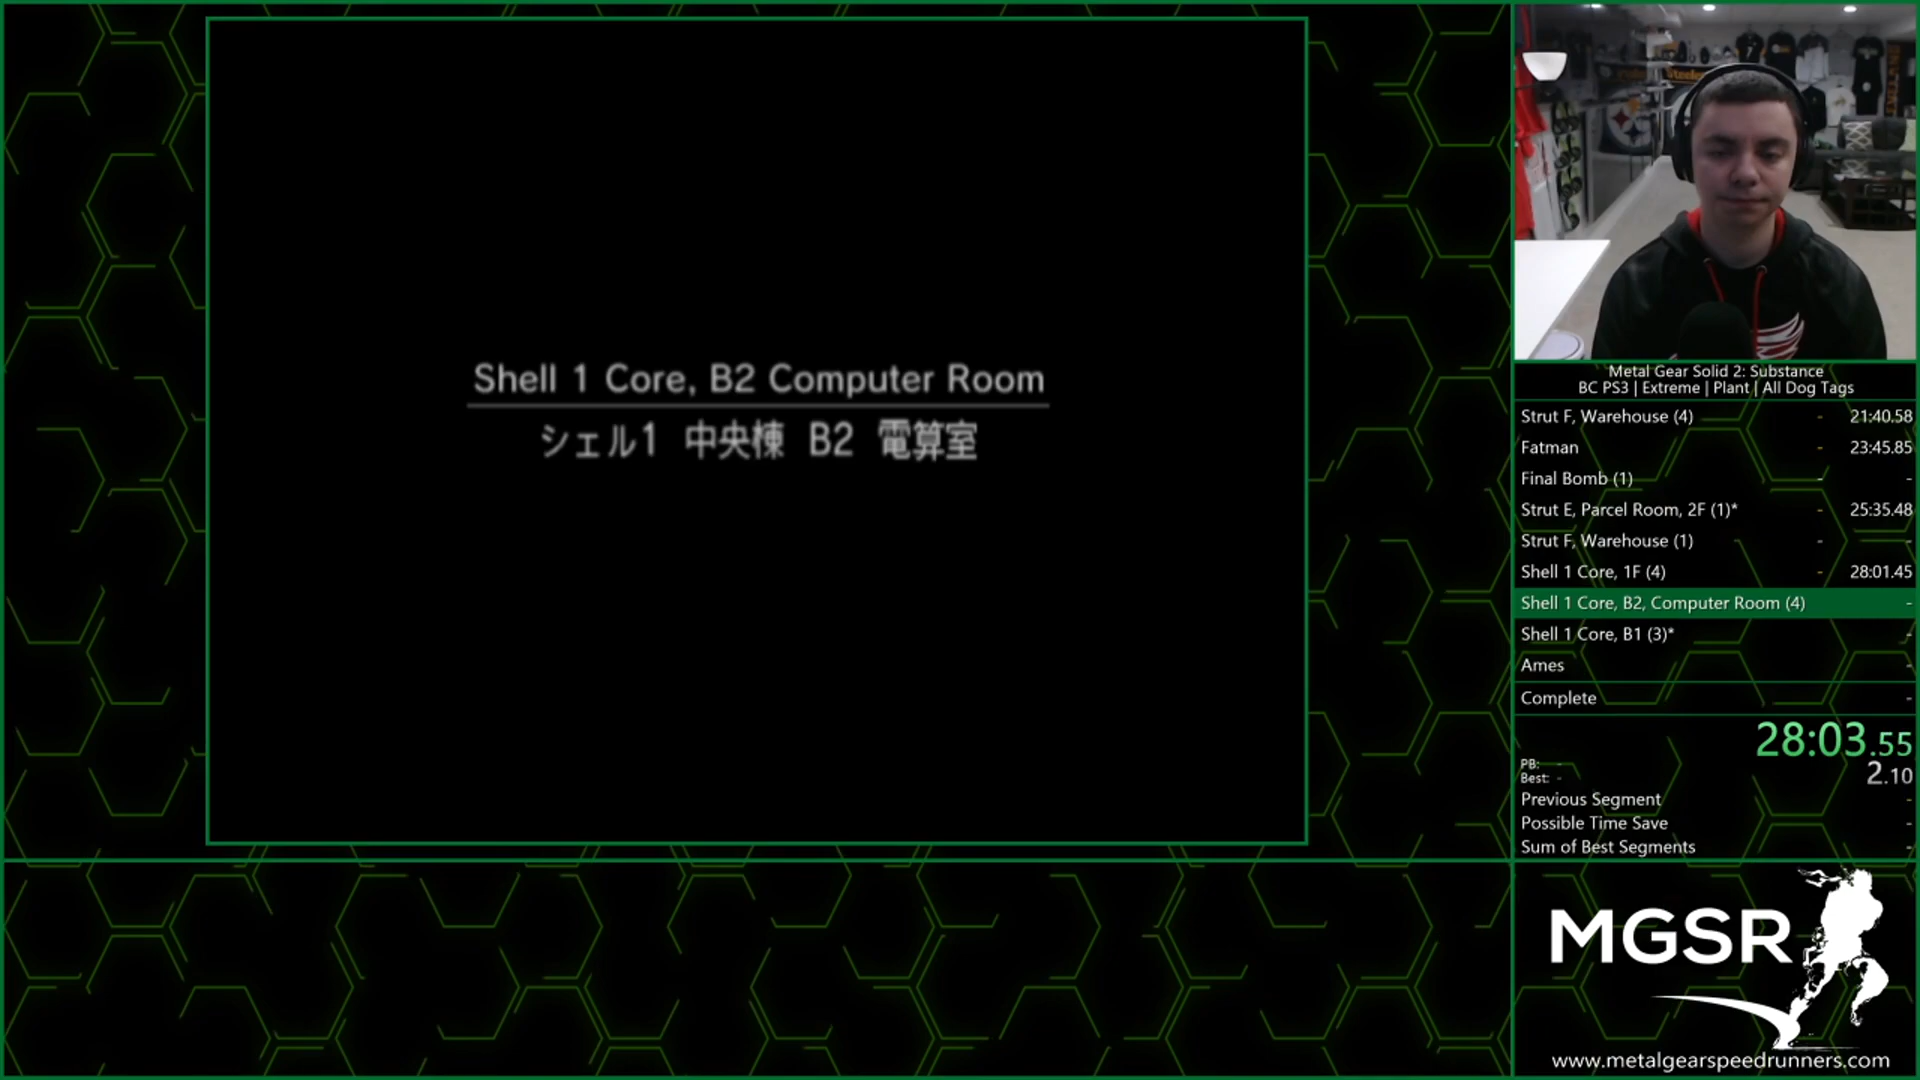 Shell 1 Core, B2 Computer Room
シェル1 中央棟 B2 電算室
Steelers
Metal Gear Solid 2: Substance
BC PS3 | Extreme | Plant | All Dog Tags
Strut F, Warehouse (4) - 21:40.58
Fatman - 23:45.85
Final Bomb (1) - -
Strut E, Parcel Room, 2F (1)* - 25:35.48
Strut F, Warehouse (1) - -
Shell 1 Core, 1F (4) - 28:01.45
Shell 1 Core, B2, Computer Room (4) -
Shell 1 Core, B1 (3)* -
Ames -
Complete -
28:03.55
PB: -
Best: -
2.10
Previous Segment -
Possible Time Save -
Sum of Best Segments -
MGSR
www.metalgearspeedrunners.com